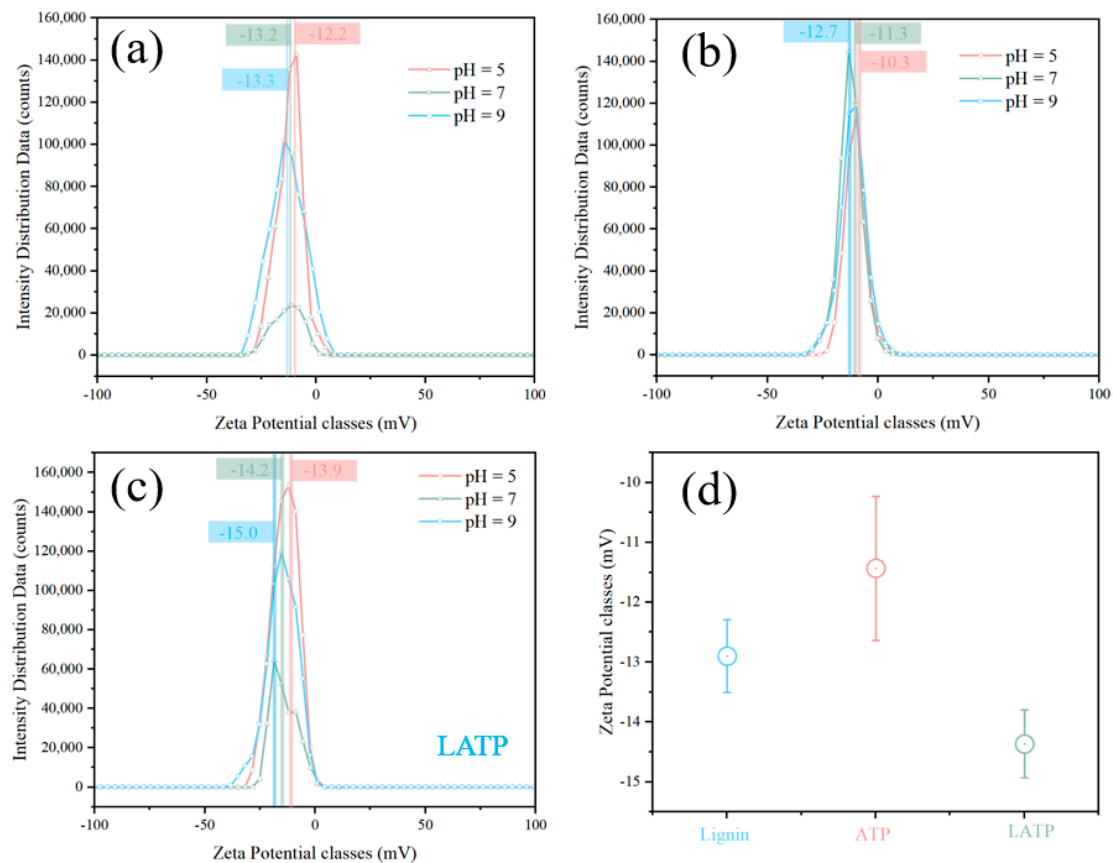 (a)
-13.2
-12.2
-13.3
pH = 5
pH = 7
pH = 9
160,000
140,000
120,000
100,000
80,000
60,000
40,000
20,000
0
-100
-50
0
50
100
Intensity Distribution Data (counts)
Zeta Potential classes (mV)
(b)
-12.7
-11.3
-10.3
pH = 5
pH = 7
pH = 9
160,000
140,000
120,000
100,000
80,000
60,000
40,000
20,000
0
-100
-50
0
50
100
Intensity Distribution Data (counts)
Zeta Potential classes (mV)
(c)
-14.2
-13.9
-15.0
pH = 5
pH = 7
pH = 9
LATP
160,000
140,000
120,000
100,000
80,000
60,000
40,000
20,000
0
-100
-50
0
50
100
Intensity Distribution Data (counts)
Zeta Potential classes (mV)
(d)
-10
-11
-12
-13
-14
-15
Zeta Potential classes (mV)
Lignin
ATP
LATP